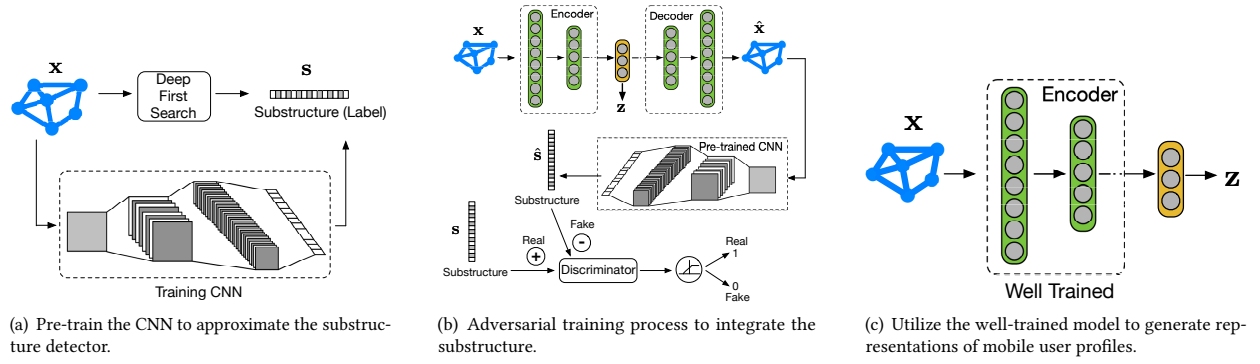 x
Deep
First
Search
s
Substructure (Label)
Training CNN
(a) Pre-train the CNN to approximate the substruc-
ture detector.
x
Encoder
z
Decoder
x̂
Pre-trained CNN
ŝ
Substructure
s
Substructure
Real
+
Fake
-
Discriminator
Real
1
0
Fake
(b) Adversarial training process to integrate the
substructure.
x
Encoder
z
Well Trained
(c) Utilize the well-trained model to generate rep-
resentations of mobile user profiles.